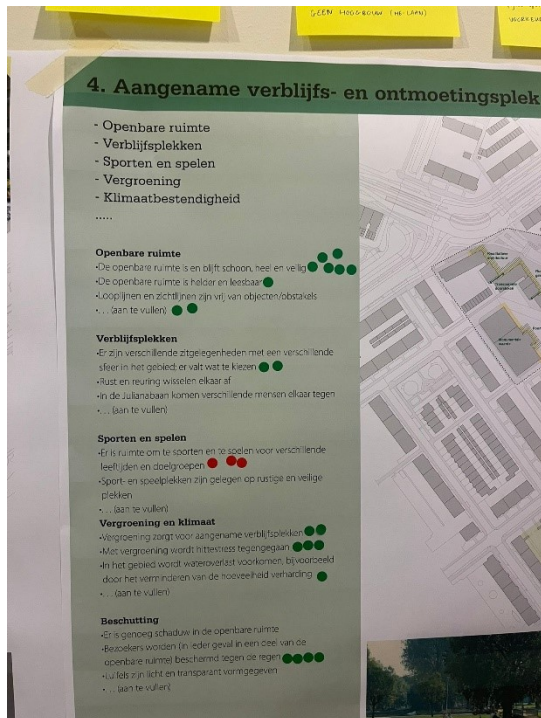 GEEN HOOGBOUW (HE-LAAN)
4. Aangename verblijfs- en ontmoetingsplek
- Openbare ruimte
- Verblijfsplekken
- Sporten en spelen
- Vergroening
- Klimaatbestendigheid
.....
Openbare ruimte
•De openbare ruimte is en blijft schoon, heel en veilig
•De openbare ruimte is helder en leesbaar
•Looplijnen en zichtlijnen zijn vrij van objecten/obstakels
•... (aan te vullen)
Verblijfsplekken
•Er zijn verschillende zitgelegenheden met een verschillende
sfeer in het gebied; er valt wat te kiezen
•Rust en reuring wisselen elkaar af
•In de Julianabaan komen verschillende mensen elkaar tegen
•... (aan te vullen)
Sporten en spelen
•Er is ruimte om te sporten en te spelen voor verschillende
leeftijden en doelgroepen
•Sport- en speelplekken zijn gelegen op rustige en veilige
plekken
•... (aan te vullen)
Vergroening en klimaat
•Vergroening zorgt voor aangename verblijfsplekken
•Met vergroening wordt hittestress tegengegaan
•In het gebied wordt wateroverlast voorkomen, bijvoorbeeld
door het verminderen van de hoeveelheid verharding
•... (aan te vullen)
Beschutting
•Er is genoeg schaduw in de openbare ruimte
•Bezoekers worden (in ieder geval in een deel van de
openbare ruimte) beschermd tegen de regen
•Luifels zijn licht en transparant vormgegeven
•... (aan te vullen)